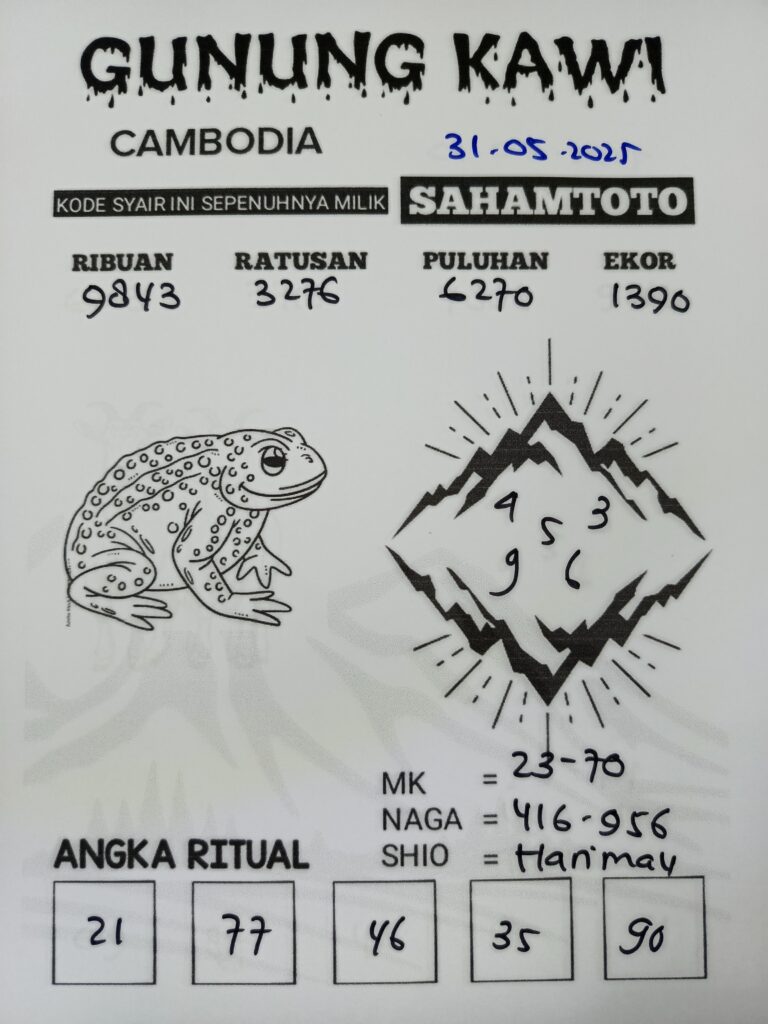 GUNUNG KAWI
CAMBODIA 31.05.2025
KODE SYAIR INI SEPENUHNYA MILIK SAHAMTOTO
RIBUAN RATUSAN PULUHAN EKOR
9843 3276 6270 1390
4 3
5
9 6
MK = 23-70
NAGA = 416-956
SHIO = Harimau
ANGKA RITUAL
21 77 46 35 90